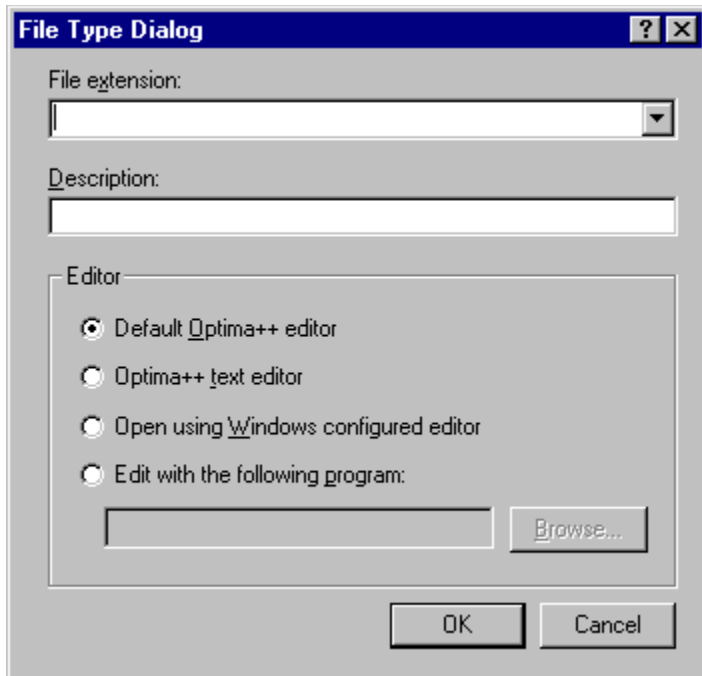 File Type Dialog
File extension:
Description:
Editor
Default Optima++ editor
Optima++ text editor
Open using Windows configured editor
Edit with the following program:
Browse...
OK Cancel